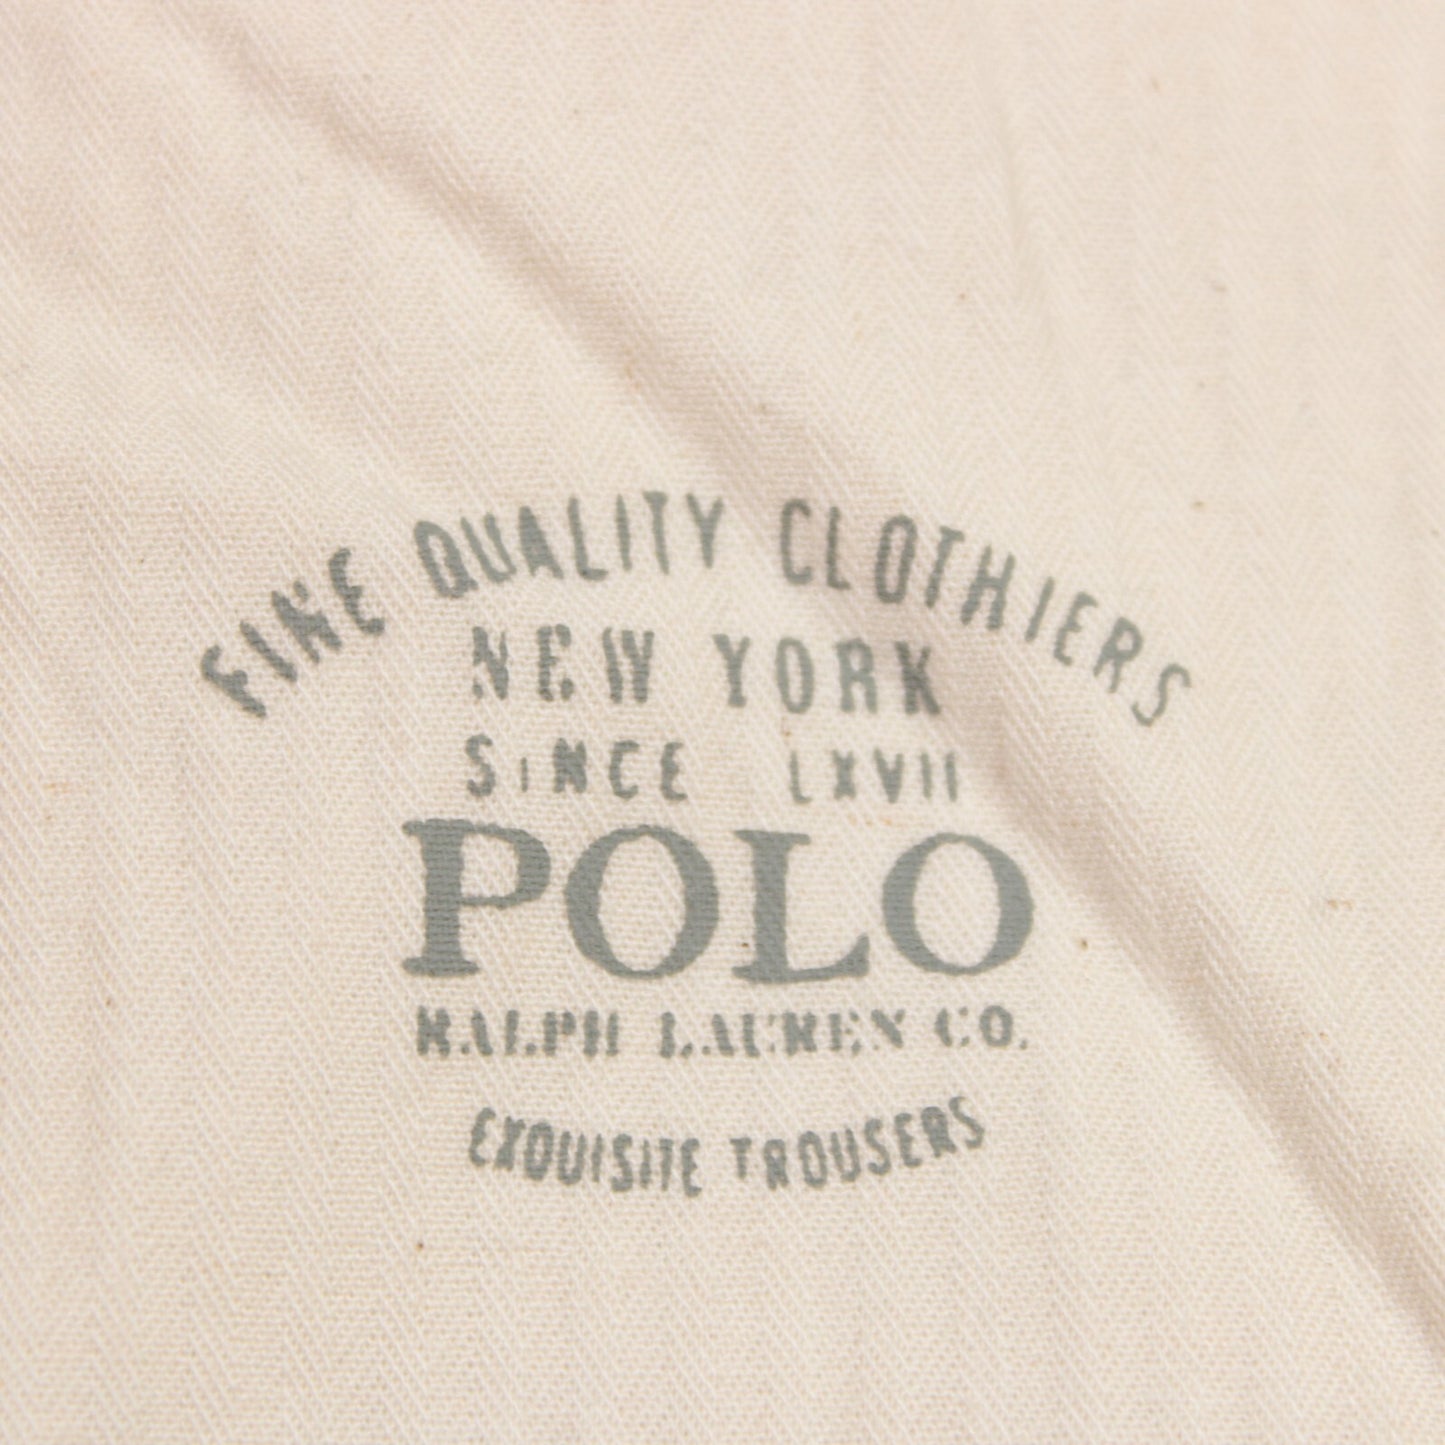 FINE QUALITY CLOTHIERS
NEW YORK
SINCE LXVII
POLO
RALPH LAUREN CO.
EXQUISITE TROUSERS